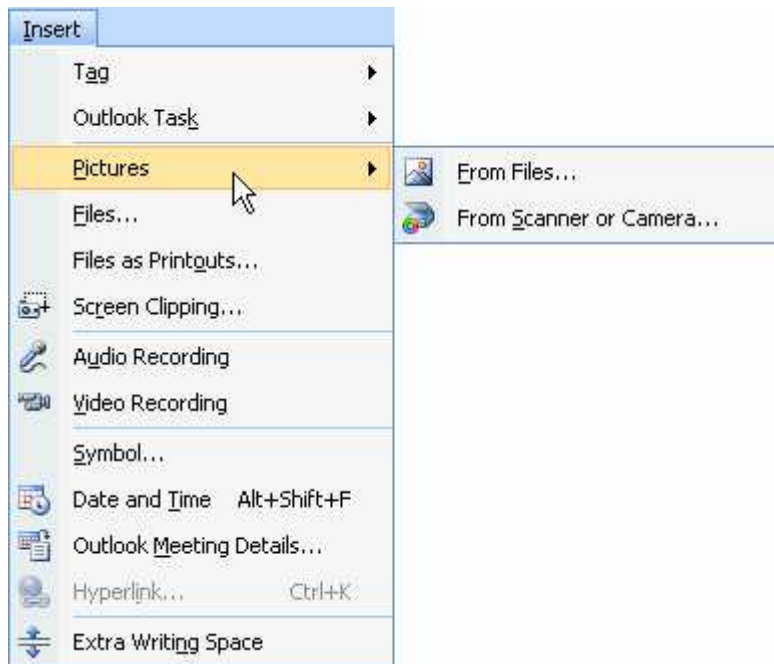 Insert
Tag
Outlook Task
Pictures
From Files...
Files...
From Scanner or Camera...
Files as Printouts...
Screen Clipping...
Audio Recording
Video Recording
Symbol...
Date and Time Alt+Shift+F
Outlook Meeting Details...
Hyperlink... Ctrl+K
Extra Writing Space